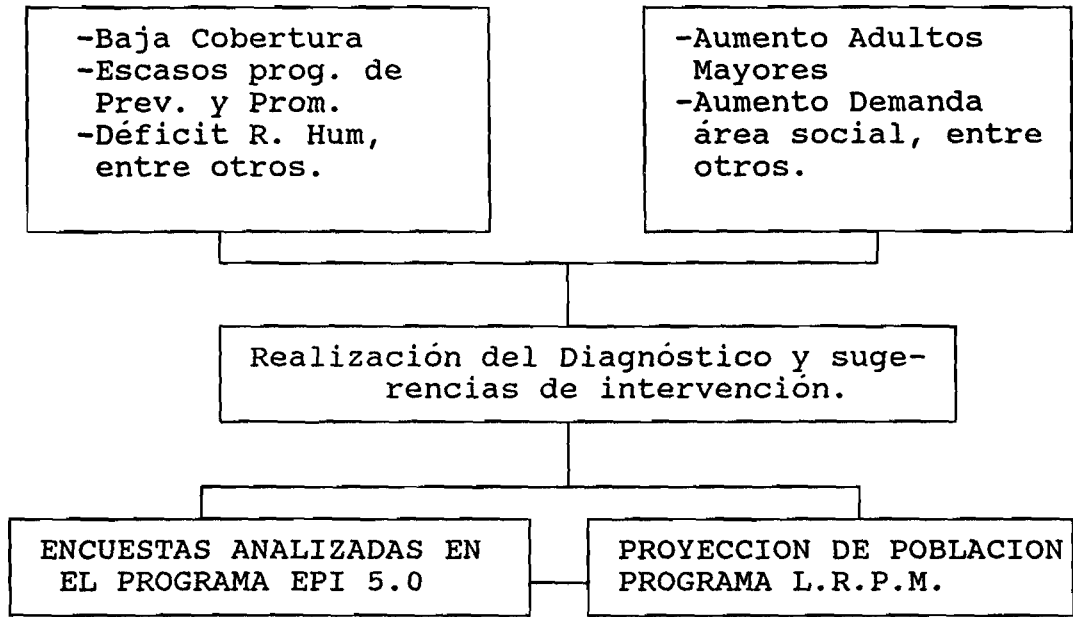 -Baja Cobertura
-Escasos prog. de
Prev. y Prom.
-Déficit R. Hum,
entre otros.
-Aumento Adultos
Mayores
-Aumento Demanda
área social, entre
otros.
Realización del Diagnóstico y suge-
rencias de intervención.
ENCUESTAS ANALIZADAS EN
EL PROGRAMA EPI 5.0
PROYECCION DE POBLACION
PROGRAMA L.R.P.M.